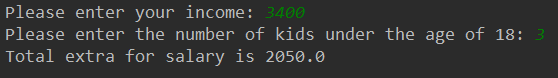 Please enter your income: 3400
Please enter the number of kids under the age of 18: 3
Total extra for salary is 2050.0